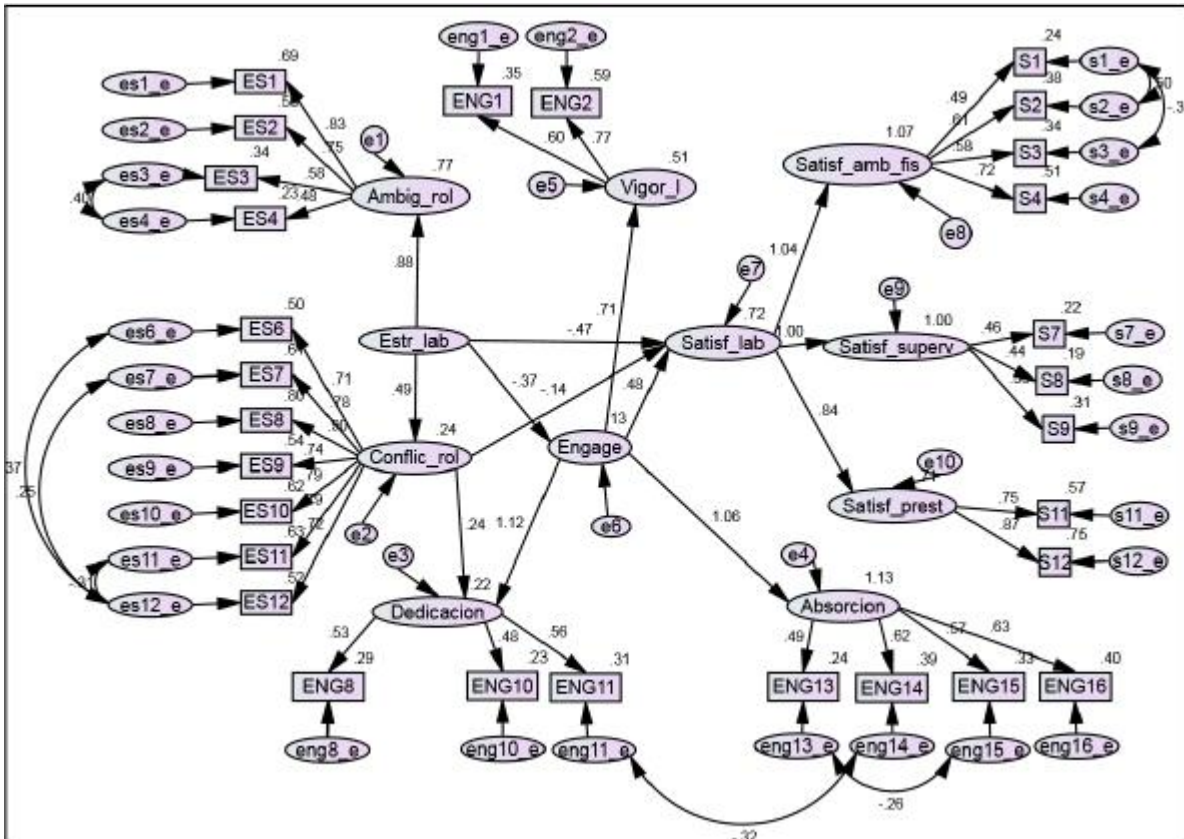 eng1_e
eng2_e
.24
.69
S1
s1_e
es1_e
ES1
.35
.59
.38
ENG1
ENG2
.49
S2
s2_e
es2_e
ES2
.83
.61
.34
.60
.77
1.07
.58
S3
s3_e
.34
.75
e1
.77
.51
Satisf_amb_fis
.72
.51
es3_e
ES3
.58
e5
Vigor_I
S4
s4_e
.40
.23
.48
Ambig_rol
es4_e
ES4
e8
1.04
.88
e7
e9
.50
.71
.72
.22
es6_e
ES6
Estr_lab
-.47
Satisf_lab
1.00
1.00
.46
S7
s7_e
Satisf_superv
.44
.19
es7_e
ES7
.71
-.37
-.14
.48
S8
s8_e
.49
.78
.31
.80
.84
es8_e
ES8
.80
S9
s9_e
.54
.24
.13
.74
Engage
es9_e
ES9
Conflic_rol
e10
.37
.79
.62
.57
.25
.75
es10_e
ES10
Satisf_prest
S11
s11_e
.72
e2
.24
1.12
e6
1.06
.87
.75
.63
es11_e
ES11
e3
e4
S12
s12_e
.52
.22
1.13
es12_e
ES12
Dedicacion
Absorcion
.53
.48
.56
.49
.62
.57
.63
.29
.23
.31
.24
.39
.33
.40
ENG8
ENG10
ENG11
ENG13
ENG14
ENG15
ENG16
eng8_e
eng10_e
eng11_e
eng13_e
eng14_e
eng15_e
eng16_e
-.26
-.32